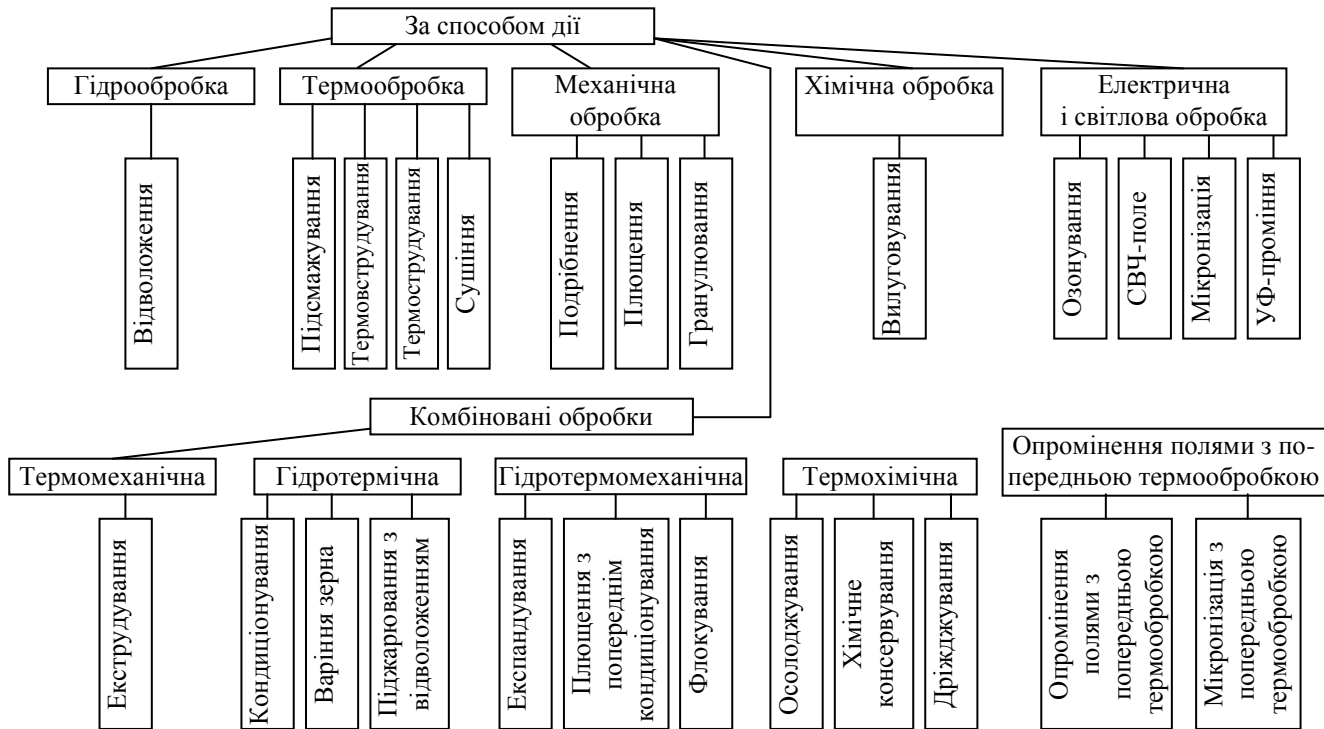 За способом дії
Гідрообробка
Термообробка
Механічна
обробка
Хімічна обробка
Електрична
і світлова обробка
Відволоження
Підсмажування
Термовструдування
Термострудування
Сушіння
Подрібнення
Плющення
Гранулювання
Вилуговування
Озонування
СВЧ-поле
Мікронізація
УФ-проміння
Комбіновані обробки
Термомеханічна
Гідротермічна
Гідротермомеханічна
Термохімічна
Опромінення полями з по-
передньою термообробкою
Екструдування
Кондиціонування
Варіння зерна
Піджарювання з
відволоженням
Експандування
Плющення з
попереднім
кондиціонування
Флокування
Осолоджування
Хімічне
консервування
Дріжджування
Опромінення
полями з
попередньою
термообробкою
Мікронізація з
попередньою
термообробкою